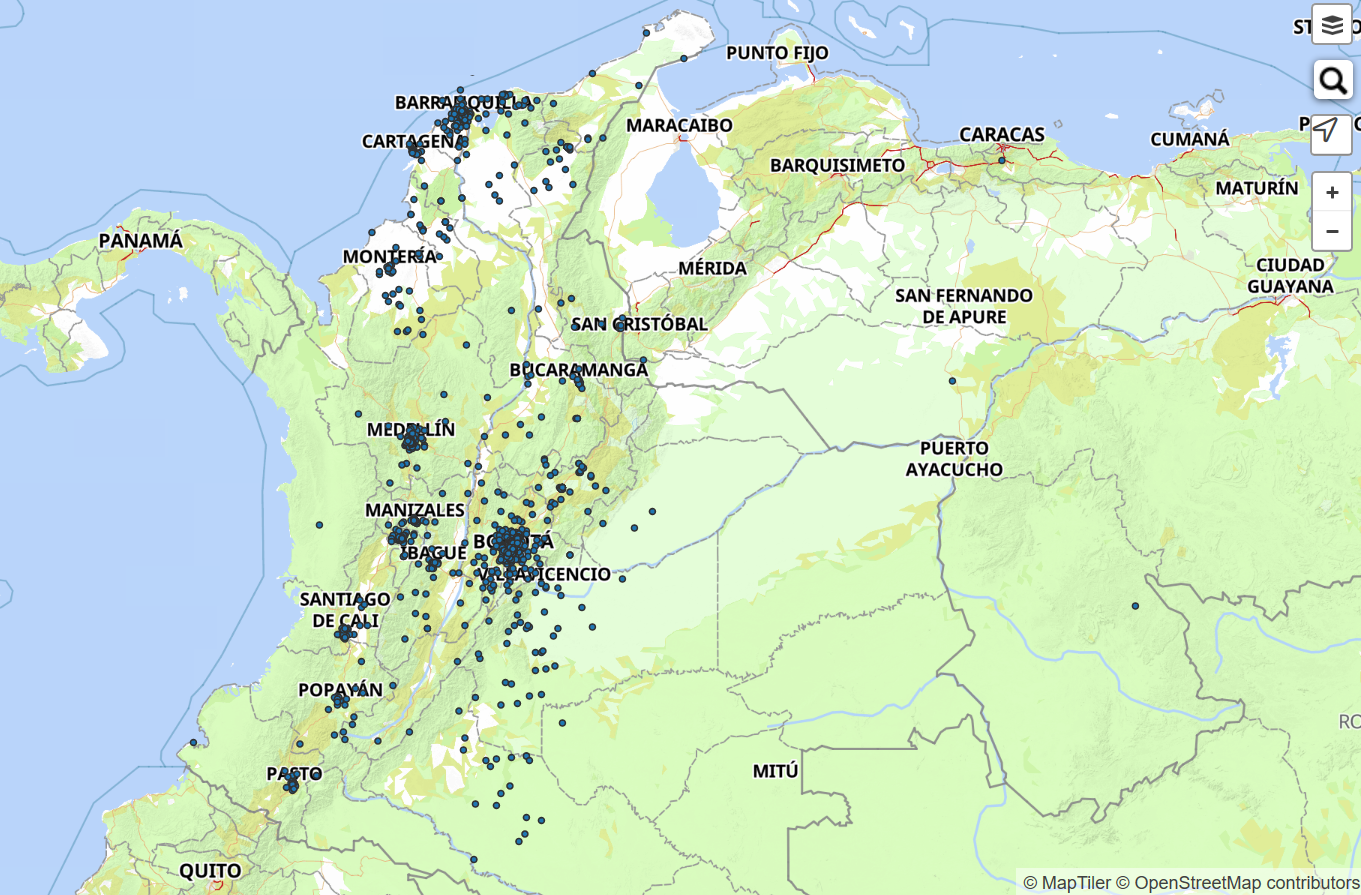 PUNTO FIJO
BARRANQUILLA
MARACAIBO
CARTAGENA
CARACAS
CUMANÁ
BARQUISIMETO
MATURÍN
PANAMÁ
MONTERÍA
MÉRIDA
CIUDAD
GUAYANA
SAN FERNANDO
DE APURE
SAN CRISTÓBAL
BUCARAMANGA
MEDELLÍN
PUERTO
AYACUCHO
MANIZALES
BOGOTÁ
IBAGUÉ
VILLAVICENCIO
SANTIAGO
DE CALI
POPAYÁN
MITÚ
PASTO
QUITO
+
−
© MapTiler © OpenStreetMap contributors